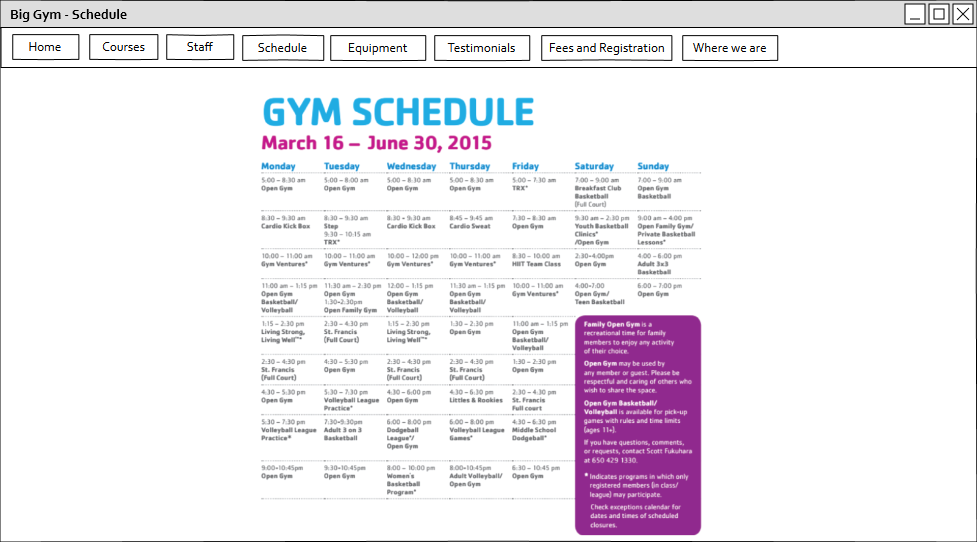 Big Gym - Schedule
Home
Courses
Staff
Schedule
Equipment
Testimonials
Fees and Registration
Where we are
GYM SCHEDULE
March 16 – June 30, 2015
Monday Tuesday Wednesday Thursday Friday Saturday Sunday
5:00 – 8:30 am 5:00 – 8:00 am 5:00 – 8:30 am 5:00 – 8:30 am 5:00 – 7:30 am 7:00 – 9:00 am 7:00 – 9:00 am
Open Gym Open Gym Open Gym Open Gym TRX* Breakfast Club Open Gym
Basketball Basketball
(Full Court)
8:30 – 9:30 am 8:30 – 9:30 am 8:30 – 9:30 am 8:45 – 9:45 am 7:30 – 8:30 am 9:30 am – 2:30 pm 9:00 am – 4:00 pm
Cardio Kick Box Step Cardio Kick Box Cardio Sweat Open Gym Youth Basketball Open Family Gym/
9:30 – 10:15 am Clinics* Private Basketball
TRX* /Open Gym Lessons*
10:00 – 11:00 am 10:00 – 11:00 am 10:00 – 12:00 pm 10:00 – 11:00 am 8:30 – 10:00 am 2:30-4:00pm 4:00 – 6:00 pm
Gym Ventures* Gym Ventures* Gym Ventures* Gym Ventures* HIIT Team Class Open Gym Adult 3x3
Basketball
11:00 am – 1:15 pm 11:30 am – 2:30 pm 12:00 – 1:15 pm 11:30 am – 1:15 pm 10:00 – 11:00 am 4:00-7:00 6:00 – 7:00 pm
Open Gym Open Gym Open Gym Open Gym Gym Ventures* Open Gym/ Open Gym
Basketball/ 1:30-2:30pm Basketball/ Basketball/ Teen Basketball
Volleyball Open Family Gym Volleyball Volleyball
1:15 – 2:30 pm 2:30 – 4:30 pm 1:15 – 2:30 pm 1:30 – 2:30 pm 11:00 am – 1:15 pm
Living Strong, St. Francis Living Strong, Open Gym Open Gym
Living Well™* (Full Court) Living Well™* Basketball/
Volleyball
2:30 – 4:30 pm 4:30 – 5:30 pm 2:30 – 4:30 pm 2:30 – 4:30 pm 1:30 – 2:30 pm
St. Francis Open Gym St. Francis St. Francis Open Gym
(Full Court) (Full Court) (Full Court)
4:30 – 5:30 pm 5:30 – 7:30 pm 4:30 – 6:00 pm 4:30 – 6:30 pm 2:30 – 4:30 pm
Open Gym Volleyball League Open Gym Littles & Rookies St. Francis
Practice* Full court
5:30 – 7:30 pm 7:30-9:30pm 6:00 – 8:00 pm 6:00 – 8:00 pm 4:30 – 6:30 pm
Volleyball League Adult 3 on 3 Dodgeball Volleyball League Middle School
Practice* Basketball League*/ Games* Dodgeball*
Open Gym
9:00-10:45pm 9:30-10:45pm 8:00 – 10:00 pm 8:00-10:45pm 6:30 – 10:45 pm
Open Gym Open Gym Women's Adult Volleyball/ Open Gym
Basketball Open Gym
Program*
Family Open Gym is a
recreational time for family
members to enjoy any activity
of their choice.
Open Gym may be used by
any member or guest. Please be
respectful and caring of others who
wish to share the space.
Open Gym Basketball/
Volleyball is available for pick-up
games with rules and time limits
(ages 11+).
If you have questions, comments,
or requests, contact Scott Fukuhara
at 650 429 1330.
* Indicates programs in which only
registered members (in class/
league) may participate.
Check exceptions calendar for
dates and times of scheduled
closures.